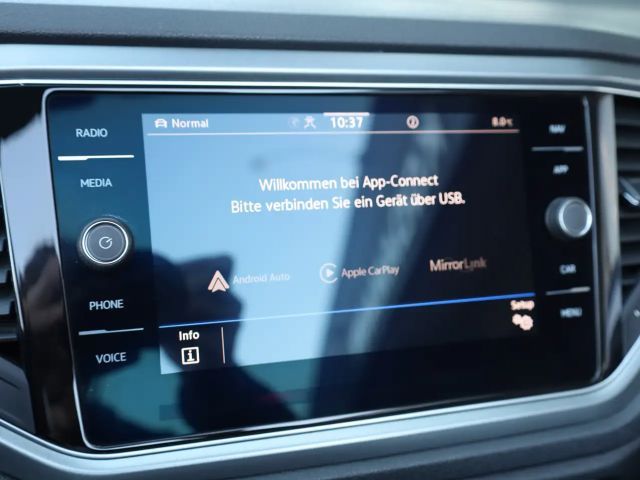 RADIO
MEDIA
PHONE
VOICE
Normal
10:37
8.0°C
Willkommen bei App-Connect
Bitte verbinden Sie ein Gerät über USB.
Android Auto
Apple CarPlay
MirrorLink
Info
i
Setup
NAV
APP
CAR
MENU